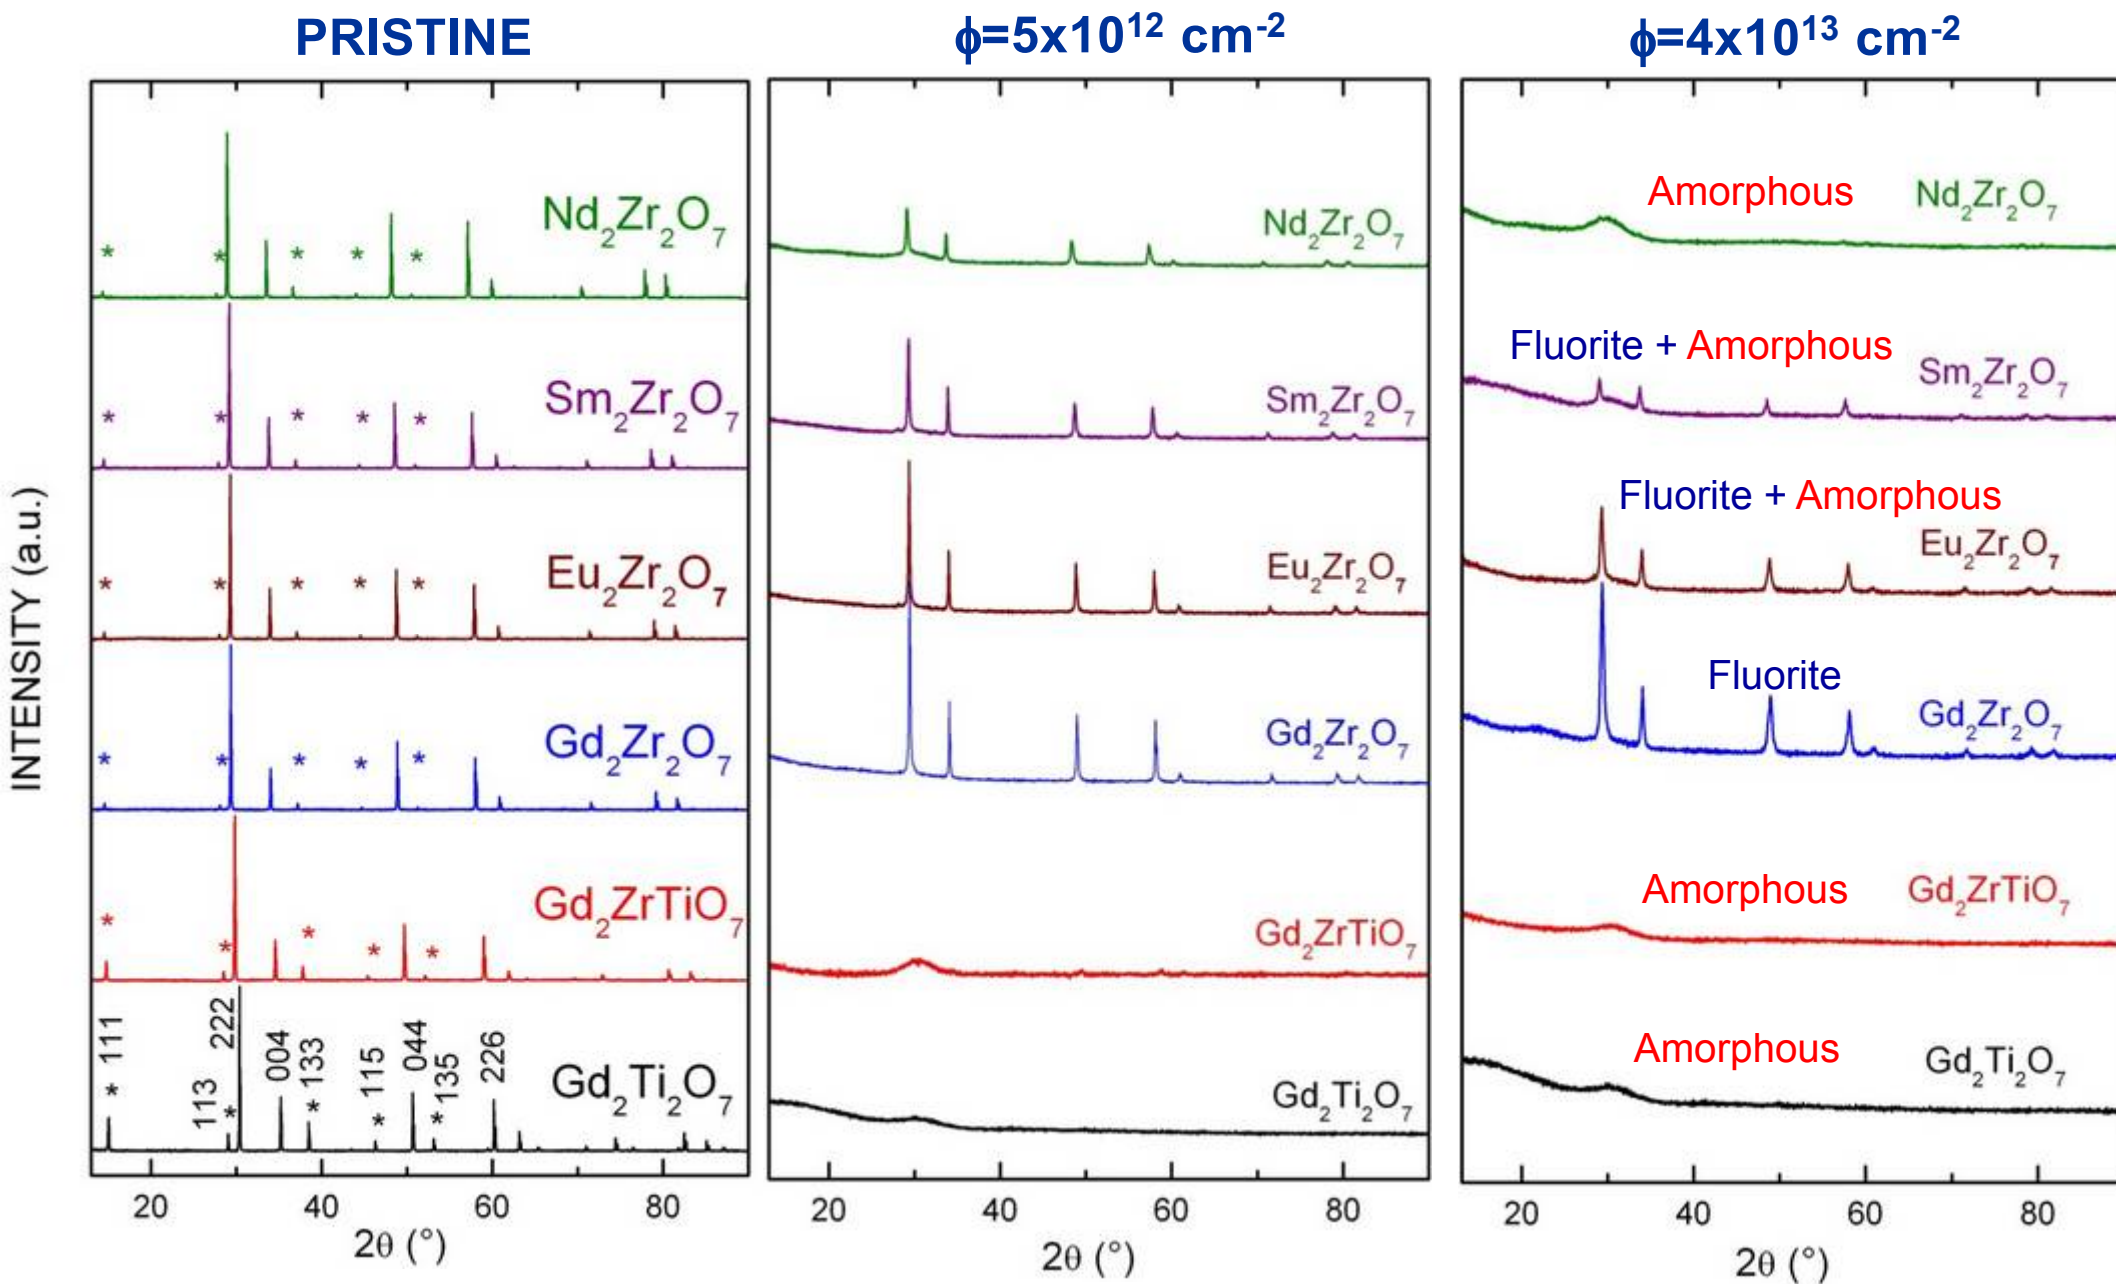 PRISTINE
ϕ=5x10¹² cm⁻²
ϕ=4x10¹³ cm⁻²
INTENSITY (a.u.)
Nd₂Zr₂O₇
* * * * *
Sm₂Zr₂O₇
* * * * *
Eu₂Zr₂O₇
* * * * *
Gd₂Zr₂O₇
* * * * *
Gd₂ZrTiO₇
* * * * *
Gd₂Ti₂O₇
* 111
113 *
222
004
* 133
* 115
044
* 135
226
20 40 60 80
2θ (°)
Nd₂Zr₂O₇
Sm₂Zr₂O₇
Eu₂Zr₂O₇
Gd₂Zr₂O₇
Gd₂ZrTiO₇
Gd₂Ti₂O₇
20 40 60 80
2θ (°)
Amorphous Nd₂Zr₂O₇
Fluorite + Amorphous
Sm₂Zr₂O₇
Fluorite + Amorphous
Eu₂Zr₂O₇
Fluorite
Gd₂Zr₂O₇
Amorphous Gd₂ZrTiO₇
Amorphous Gd₂Ti₂O₇
20 40 60 80
2θ (°)